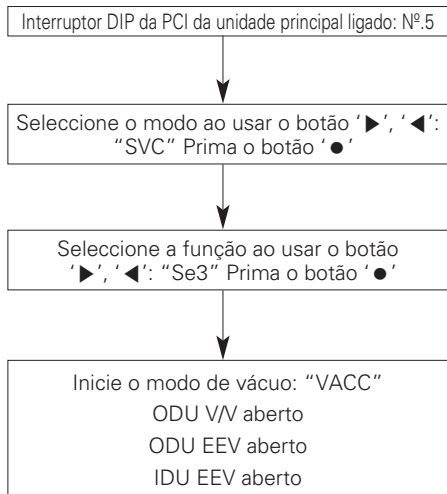 Interruptor DIP da PCI da unidade principal ligado: Nº.5
Seleccione o modo ao usar o botão ‘▶’, ‘◀’:
“SVC” Prima o botão ‘●’
Seleccione a função ao usar o botão
‘▶’, ‘◀’: “Se3” Prima o botão ‘●’
Inicie o modo de vácuo: “VACC”
ODU V/V aberto
ODU EEV aberto
IDU EEV aberto